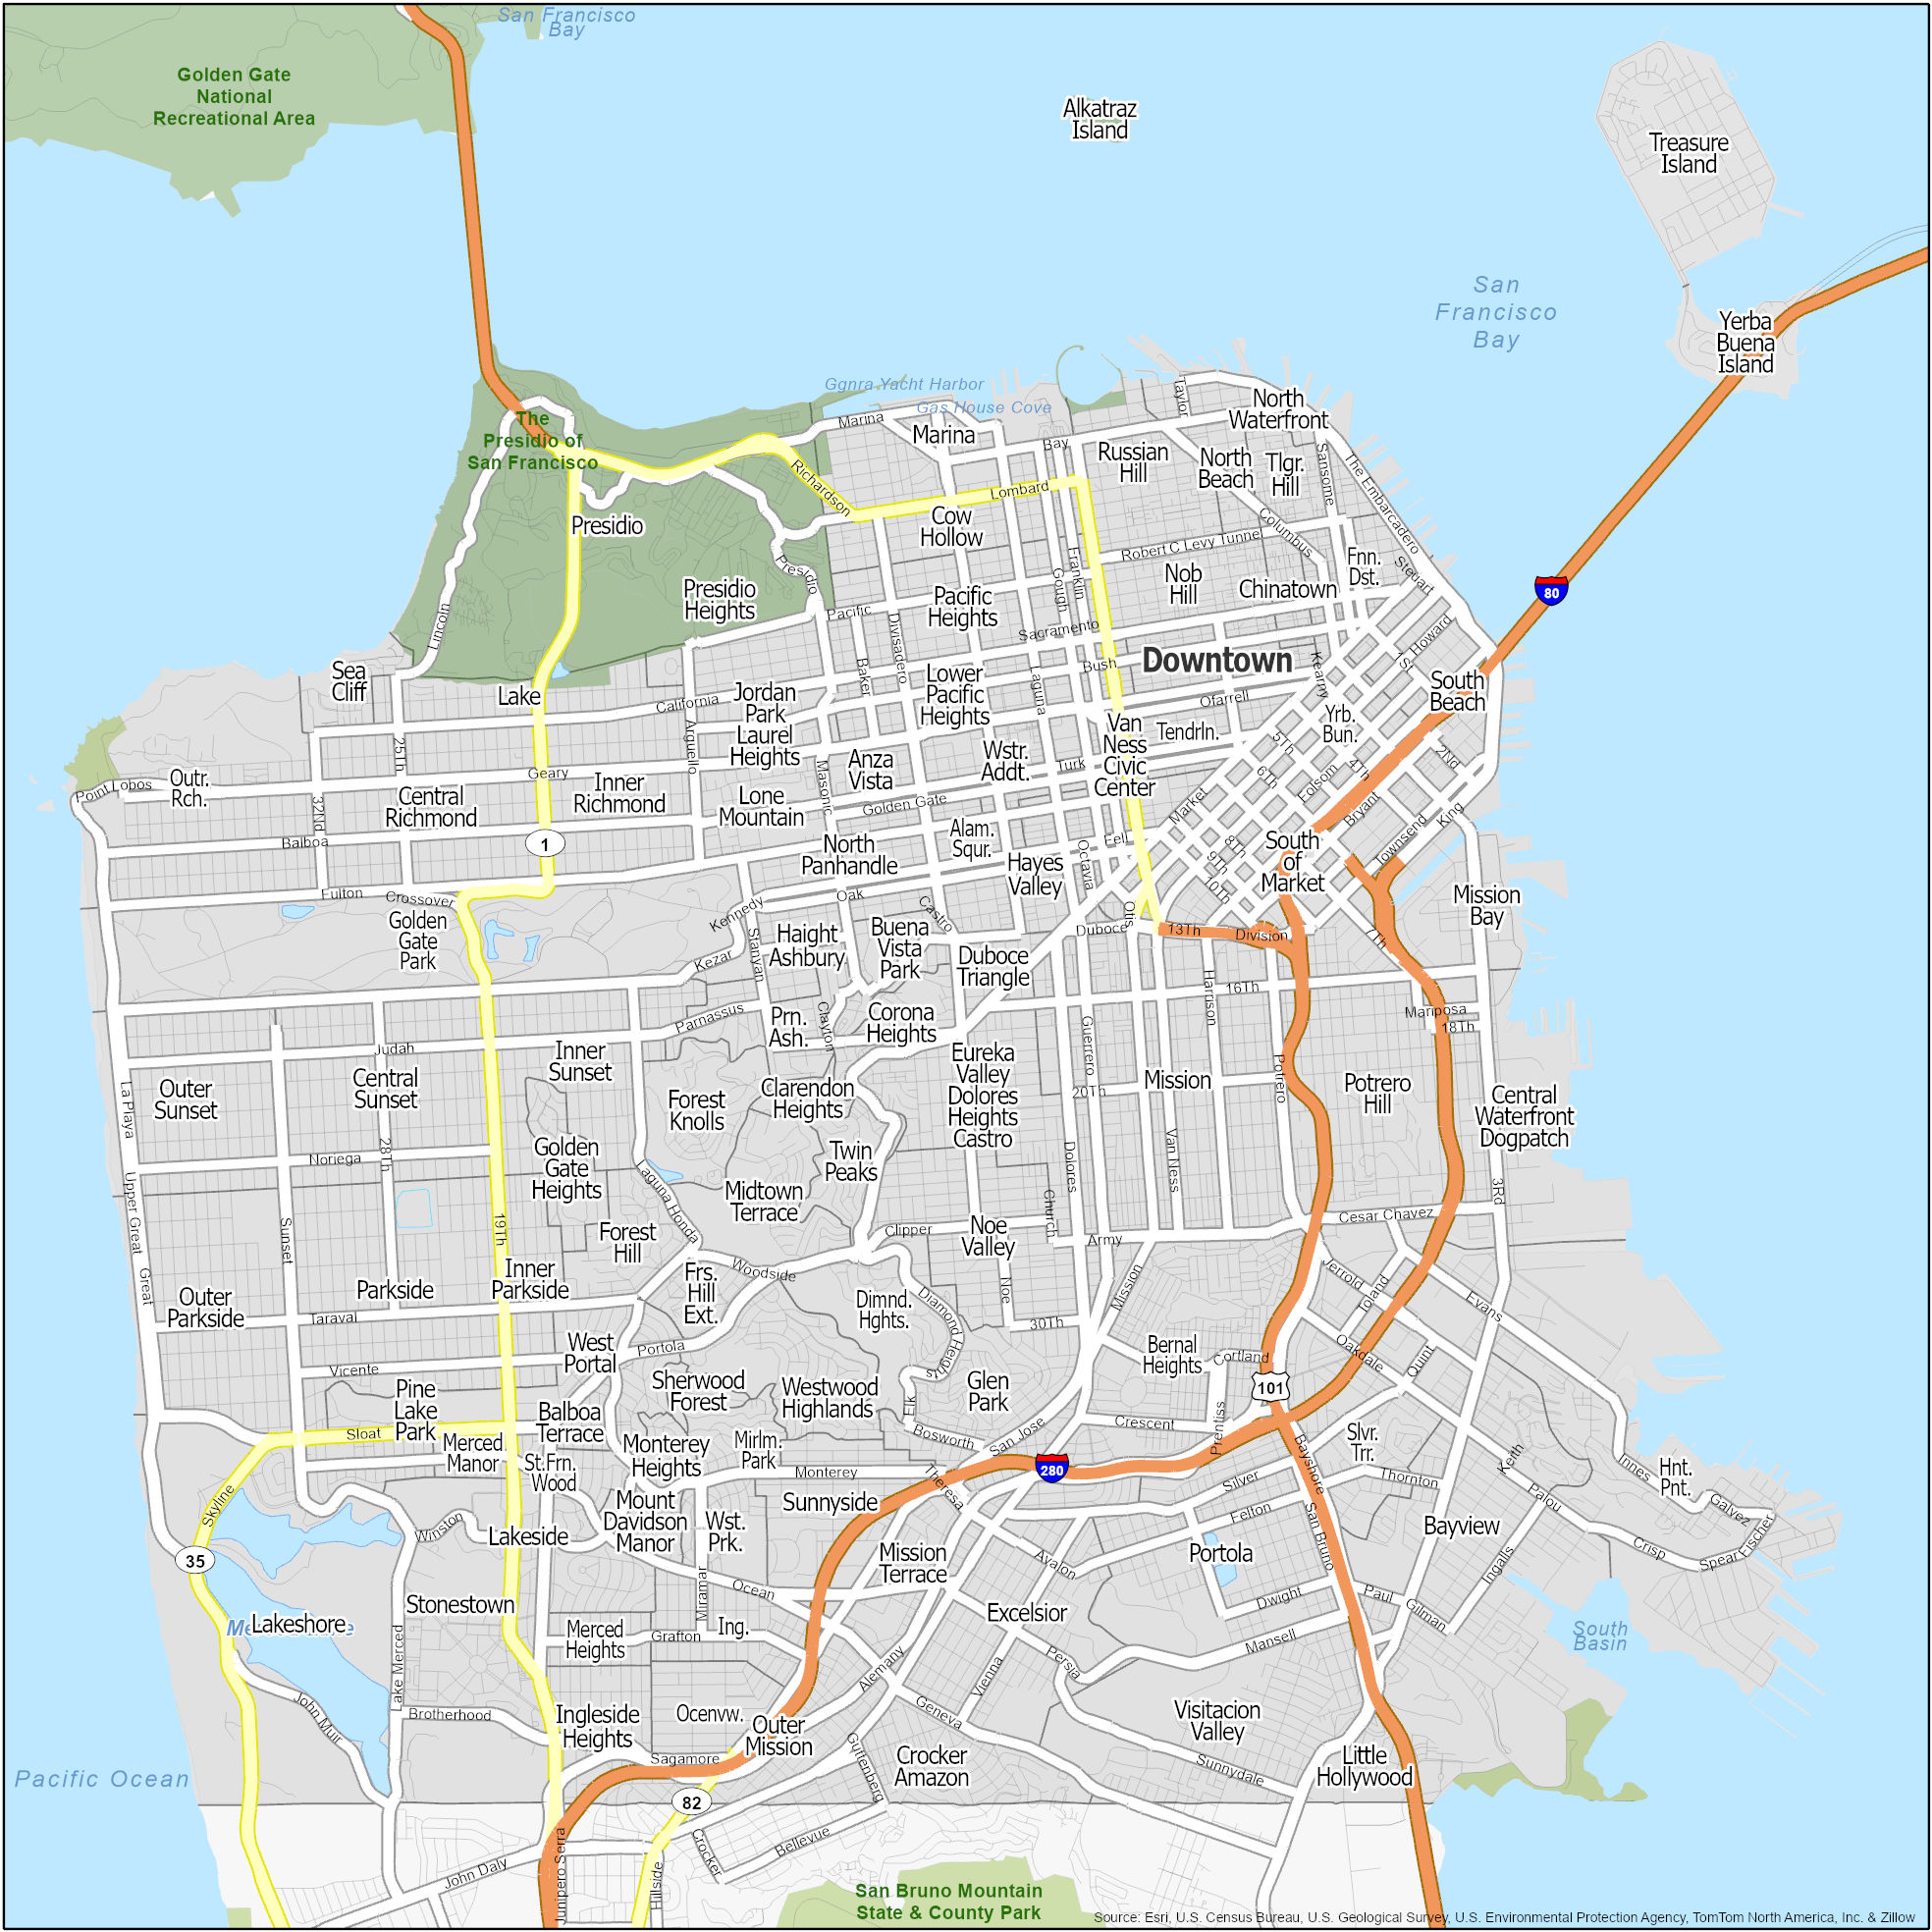 San Francisco
Bay
Golden Gate
National
Recreational Area
Alkatraz
Island
Treasure
Island
San
Francisco
Bay
Yerba
Buena
Island
Ggnra Yacht Harbor
Gas House Cove
The
Presidio of
San Francisco
Marina
Marina
Bay
Taylor
North
Waterfront
Russian
Hill
North
Beach
Tlgr.
Hill
Sansome
The Embarcadero
Richardson
Lombard
Presidio
Cow
Hollow
Columbus
Robert C Levy Tunnel
Franklin
Gough
Fnn.
Dst.
Steuart
Presidio
Presidio
Heights
Pacific
Pacific
Heights
Nob
Hill
Chinatown
80
Lincoln
Divisadero
Sacramento
Howard
1St
Sea
Cliff
Lake
California
Jordan
Park
Laurel
Heights
Baker
Lower
Pacific
Heights
Laguna
Bush
Downtown
Kearny
Ofarrell
South
Beach
Arguello
25Th
Geary
Point Lobos
Outr.
Rch.
32Nd
Central
Richmond
Inner
Richmond
Lone
Mountain
Masonic
Anza
Vista
Wstr.
Addt.
Turk
Van
Ness
Civic
Center
Tendrln.
Yrb.
Bun.
5Th
6Th
4Th
2Nd
Folsom
Bryant
Townsend
King
Market
Golden Gate
Balboa
1
North
Panhandle
Alam.
Squr.
Hayes
Valley
Fell
Octavia
8Th
9Th
10Th
South
of
Market
Fulton
Crossover
Golden
Gate
Park
Kennedy
Oak
Castro
Mission
Bay
Kezar
Stanyan
Haight
Ashbury
Buena
Vista
Park
Duboce
Triangle
Duboce
Otis
13Th
Division
7Th
Harrison
16Th
Parnassus
Prn.
Ash.
Clayton
Corona
Heights
Guerrero
Mariposa
18Th
Judah
Outer
Sunset
Central
Sunset
Inner
Sunset
La Playa
Forest
Knolls
Clarendon
Heights
Eureka
Valley
Dolores
Heights
Castro
20Th
Mission
Potrero
Potrero
Hill
Central
Waterfront
Dogpatch
Noriega
28Th
Golden
Gate
Heights
Twin
Peaks
Dolores
Van Ness
Upper Great
Laguna Honda
Midtown
Terrace
3Rd
Sunset
19Th
Forest
Hill
Clipper
Church
Noe
Valley
Army
Cesar Chavez
Great
Woodside
Outer
Parkside
Parkside
Inner
Parkside
Frs.
Hill
Ext.
Dimnd.
Hghts.
Diamond Heights
Noe
Mission
Jerrold
Toland
Evans
Taraval
30Th
West
Portal
Portola
Vicente
Bernal
Heights
Cortland
Oakdale
Quint
Pine
Lake
Park
Sherwood
Forest
Westwood
Highlands
Elk
Glen
Park
101
Sloat
Balboa
Terrace
Merced
Manor
St.Frn.
Wood
Monterey
Heights
Mirlm.
Park
Bosworth
San Jose
Crescent
Prentiss
Slvr.
Trr.
Monterey
280
Bayshore
Keith
Skyline
Theresa
Silver
Thornton
Innes
Hnt.
Pnt.
Galvez
Palou
Sunnyside
Mount
Davidson
Manor
Wst.
Prk.
Winston
Lakeside
Felton
San Bruno
Bayview
Fischer
35
Mission
Terrace
Avalon
Portola
Crisp
Spear
Ingalls
Stonestown
Ocean
Miramar
Dwight
Paul
Gilman
Lakeshore
Merced
Heights
Grafton
Ing.
Excelsior
Mansell
South
Basin
Lake Merced
Persia
Alemany
Vienna
John Muir
Brotherhood
Ingleside
Heights
Ocenvw.
Outer
Mission
Geneva
Visitacion
Valley
Sagamore
Guttenberg
Crocker
Amazon
Sunnydale
Little
Hollywood
Pacific Ocean
82
Crocker
Bellevue
John Daly
Junipero Serra
Hillside
San Bruno Mountain
State & County Park
Source: Esri, U.S. Census Bureau, U.S. Geological Survey, U.S. Environmental Protection Agency, TomTom North America, Inc. & Zillow